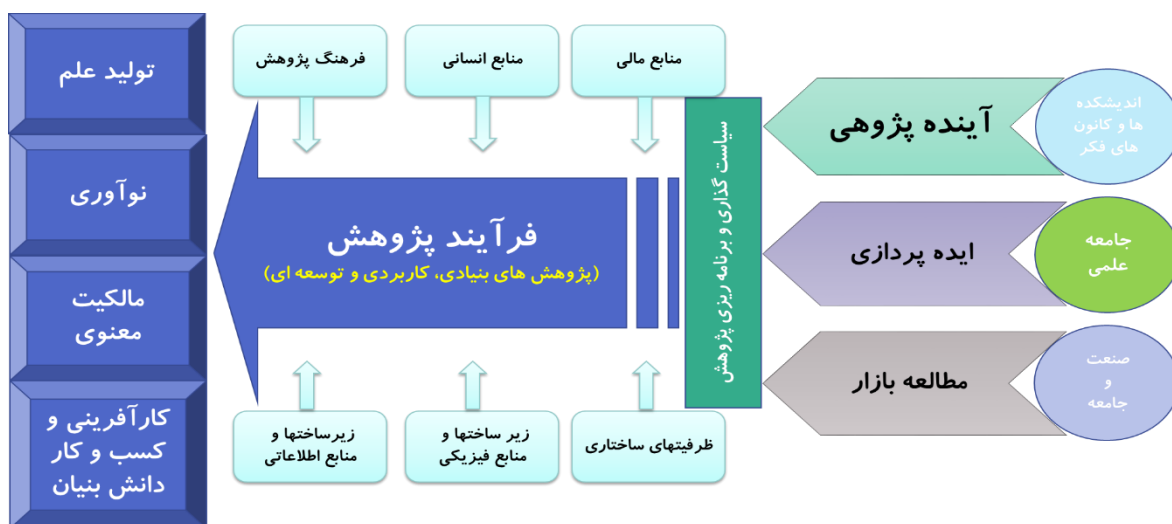 اندیشکده
ها و کانون
های فکر
آینده پژوهی
جامعه
علمی
ایده پردازی
صنعت
و
جامعه
مطالعه بازار
سیاست گذاری و برنامه ریزی پژوهش
منابع مالی
منابع انسانی
فرهنگ پژوهش
فرآیند پژوهش
(پژوهش های بنیادی، کاربردی و توسعه ای)
ظرفیتهای ساختاری
زیر ساختها و
منابع فیزیکی
زیرساختها و
منابع اطلاعاتی
تولید علم
نوآوری
مالکیت
معنوی
کارآفرینی و
کسب و کار
دانش بنیان